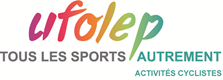 ufolep
TOUS LES SPORTS AUTREMENT
ACTIVITÉS CYCLISTES